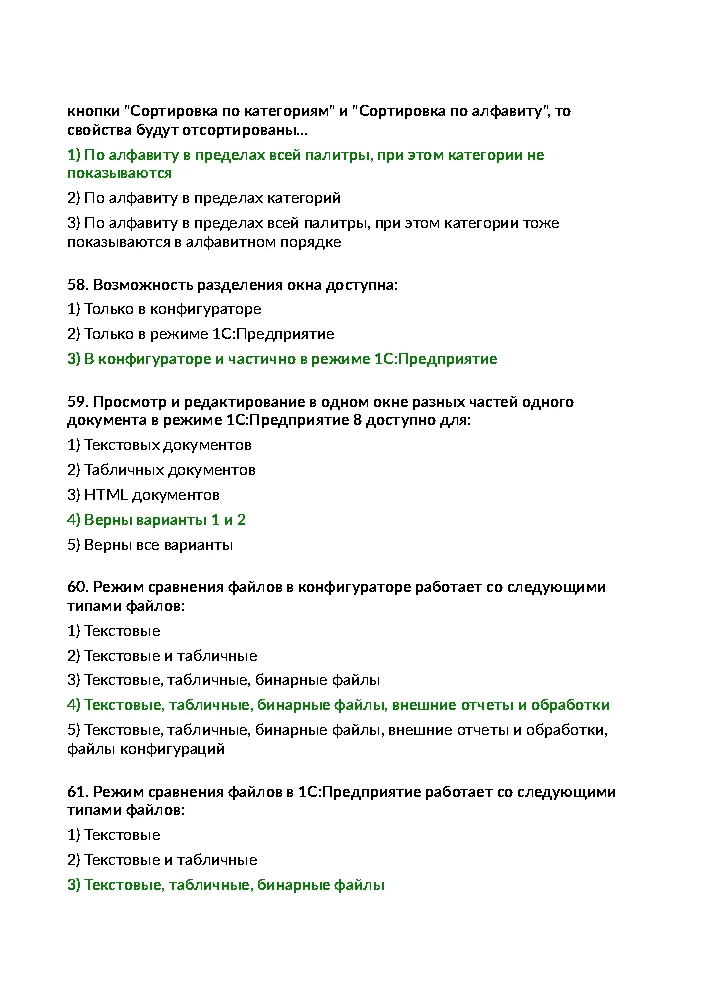 кнопки "Сортировка по категориям" и "Сортировка по алфавиту", то
свойства будут отсортированы...
1) По алфавиту в пределах всей палитры, при этом категории не
показываются
2) По алфавиту в пределах категорий
3) По алфавиту в пределах всей палитры, при этом категории тоже
показываются в алфавитном порядке
58. Возможность разделения окна доступна:
1) Только в конфигураторе
2) Только в режиме 1С:Предприятие
3) В конфигураторе и частично в режиме 1С:Предприятие
59. Просмотр и редактирование в одном окне разных частей одного
документа в режиме 1С:Предприятие 8 доступно для:
1) Текстовых документов
2) Табличных документов
3) HTML документов
4) Верны варианты 1 и 2
5) Верны все варианты
60. Режим сравнения файлов в конфигураторе работает со следующими
типами файлов:
1) Текстовые
2) Текстовые и табличные
3) Текстовые, табличные, бинарные файлы
4) Текстовые, табличные, бинарные файлы, внешние отчеты и обработки
5) Текстовые, табличные, бинарные файлы, внешние отчеты и обработки,
файлы конфигураций
61. Режим сравнения файлов в 1С:Предприятие работает со следующими
типами файлов:
1) Текстовые
2) Текстовые и табличные
3) Текстовые, табличные, бинарные файлы